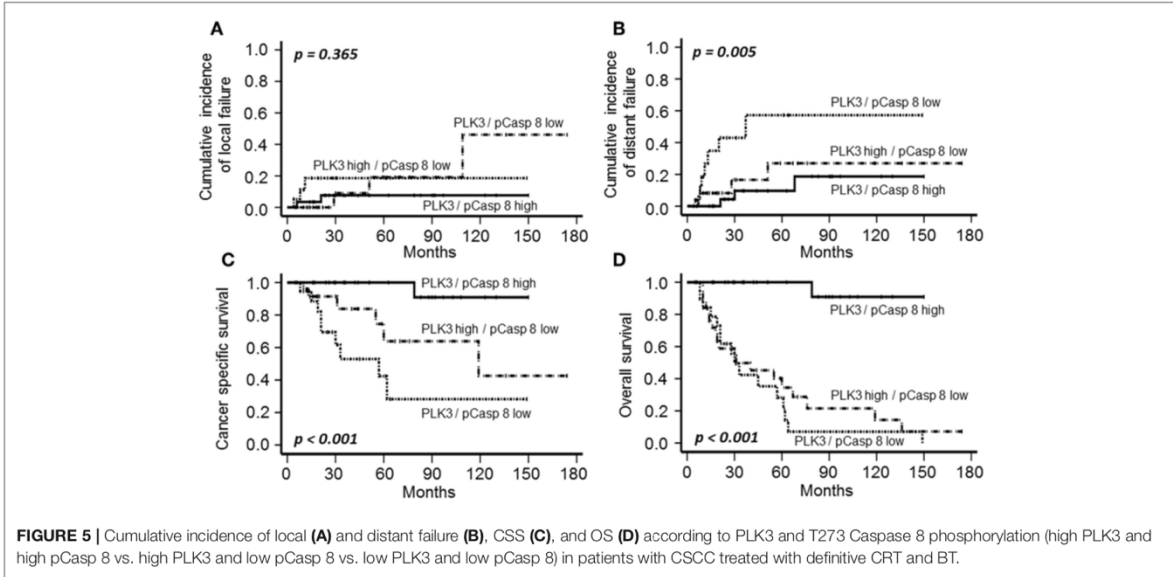 A
p = 0.365
Cumulative incidence
of local failure
1.0
0.8
0.6
0.4
0.2
0.0
PLK3 / pCasp 8 low
PLK3 high / pCasp 8 low
PLK3 / pCasp 8 high
0 30 60 90 120 150 180
Months
B
p = 0.005
Cumulative incidence
of distant failure
1.0
0.8
0.6
0.4
0.2
0.0
PLK3 / pCasp 8 low
PLK3 high / pCasp 8 low
PLK3 / pCasp 8 high
0 30 60 90 120 150 180
Months
C
Cancer specific survival
1.0
0.8
0.6
0.4
0.2
0.0
PLK3 / pCasp 8 high
PLK3 high / pCasp 8 low
PLK3 / pCasp 8 low
p < 0.001
0 30 60 90 120 150 180
Months
D
Overall survival
1.0
0.8
0.6
0.4
0.2
0.0
PLK3 / pCasp 8 high
PLK3 high / pCasp 8 low
PLK3 / pCasp 8 low
p < 0.001
0 30 60 90 120 150 180
Months
FIGURE 5 | Cumulative incidence of local (A) and distant failure (B), CSS (C), and OS (D) according to PLK3 and T273 Caspase 8 phosphorylation (high PLK3 and
high pCasp 8 vs. high PLK3 and low pCasp 8 vs. low PLK3 and low pCasp 8) in patients with CSCC treated with definitive CRT and BT.